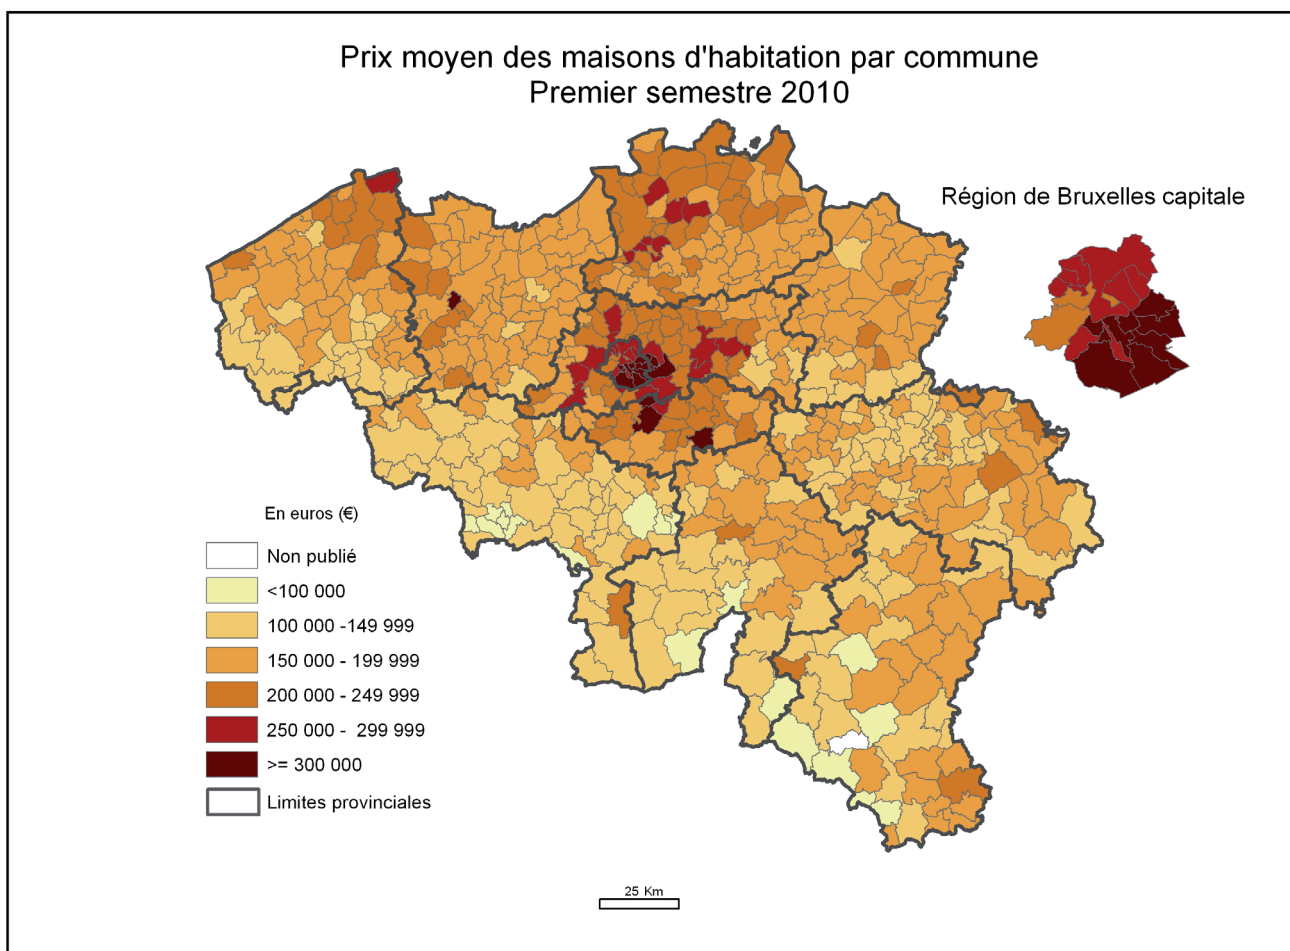 Prix moyen des maisons d'habitation par commune
Premier semestre 2010
Région de Bruxelles capitale
En euros (€)
Non publié
<100 000
100 000 -149 999
150 000 - 199 999
200 000 - 249 999
250 000 -  299 999
>= 300 000
Limites provinciales
25 Km